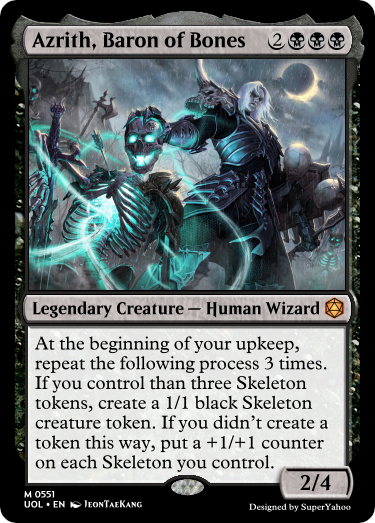 Azrith, Baron of Bones 2
Legendary Creature — Human Wizard
At the beginning of your upkeep,
repeat the following process 3 times.
If you control than three Skeleton
tokens, create a 1/1 black Skeleton
creature token. If you didn't create a
token this way, put a +1/+1 counter
on each Skeleton you control.
2/4
M 0551
UOL • EN JeonTaeKang
Designed by SuperYahoo